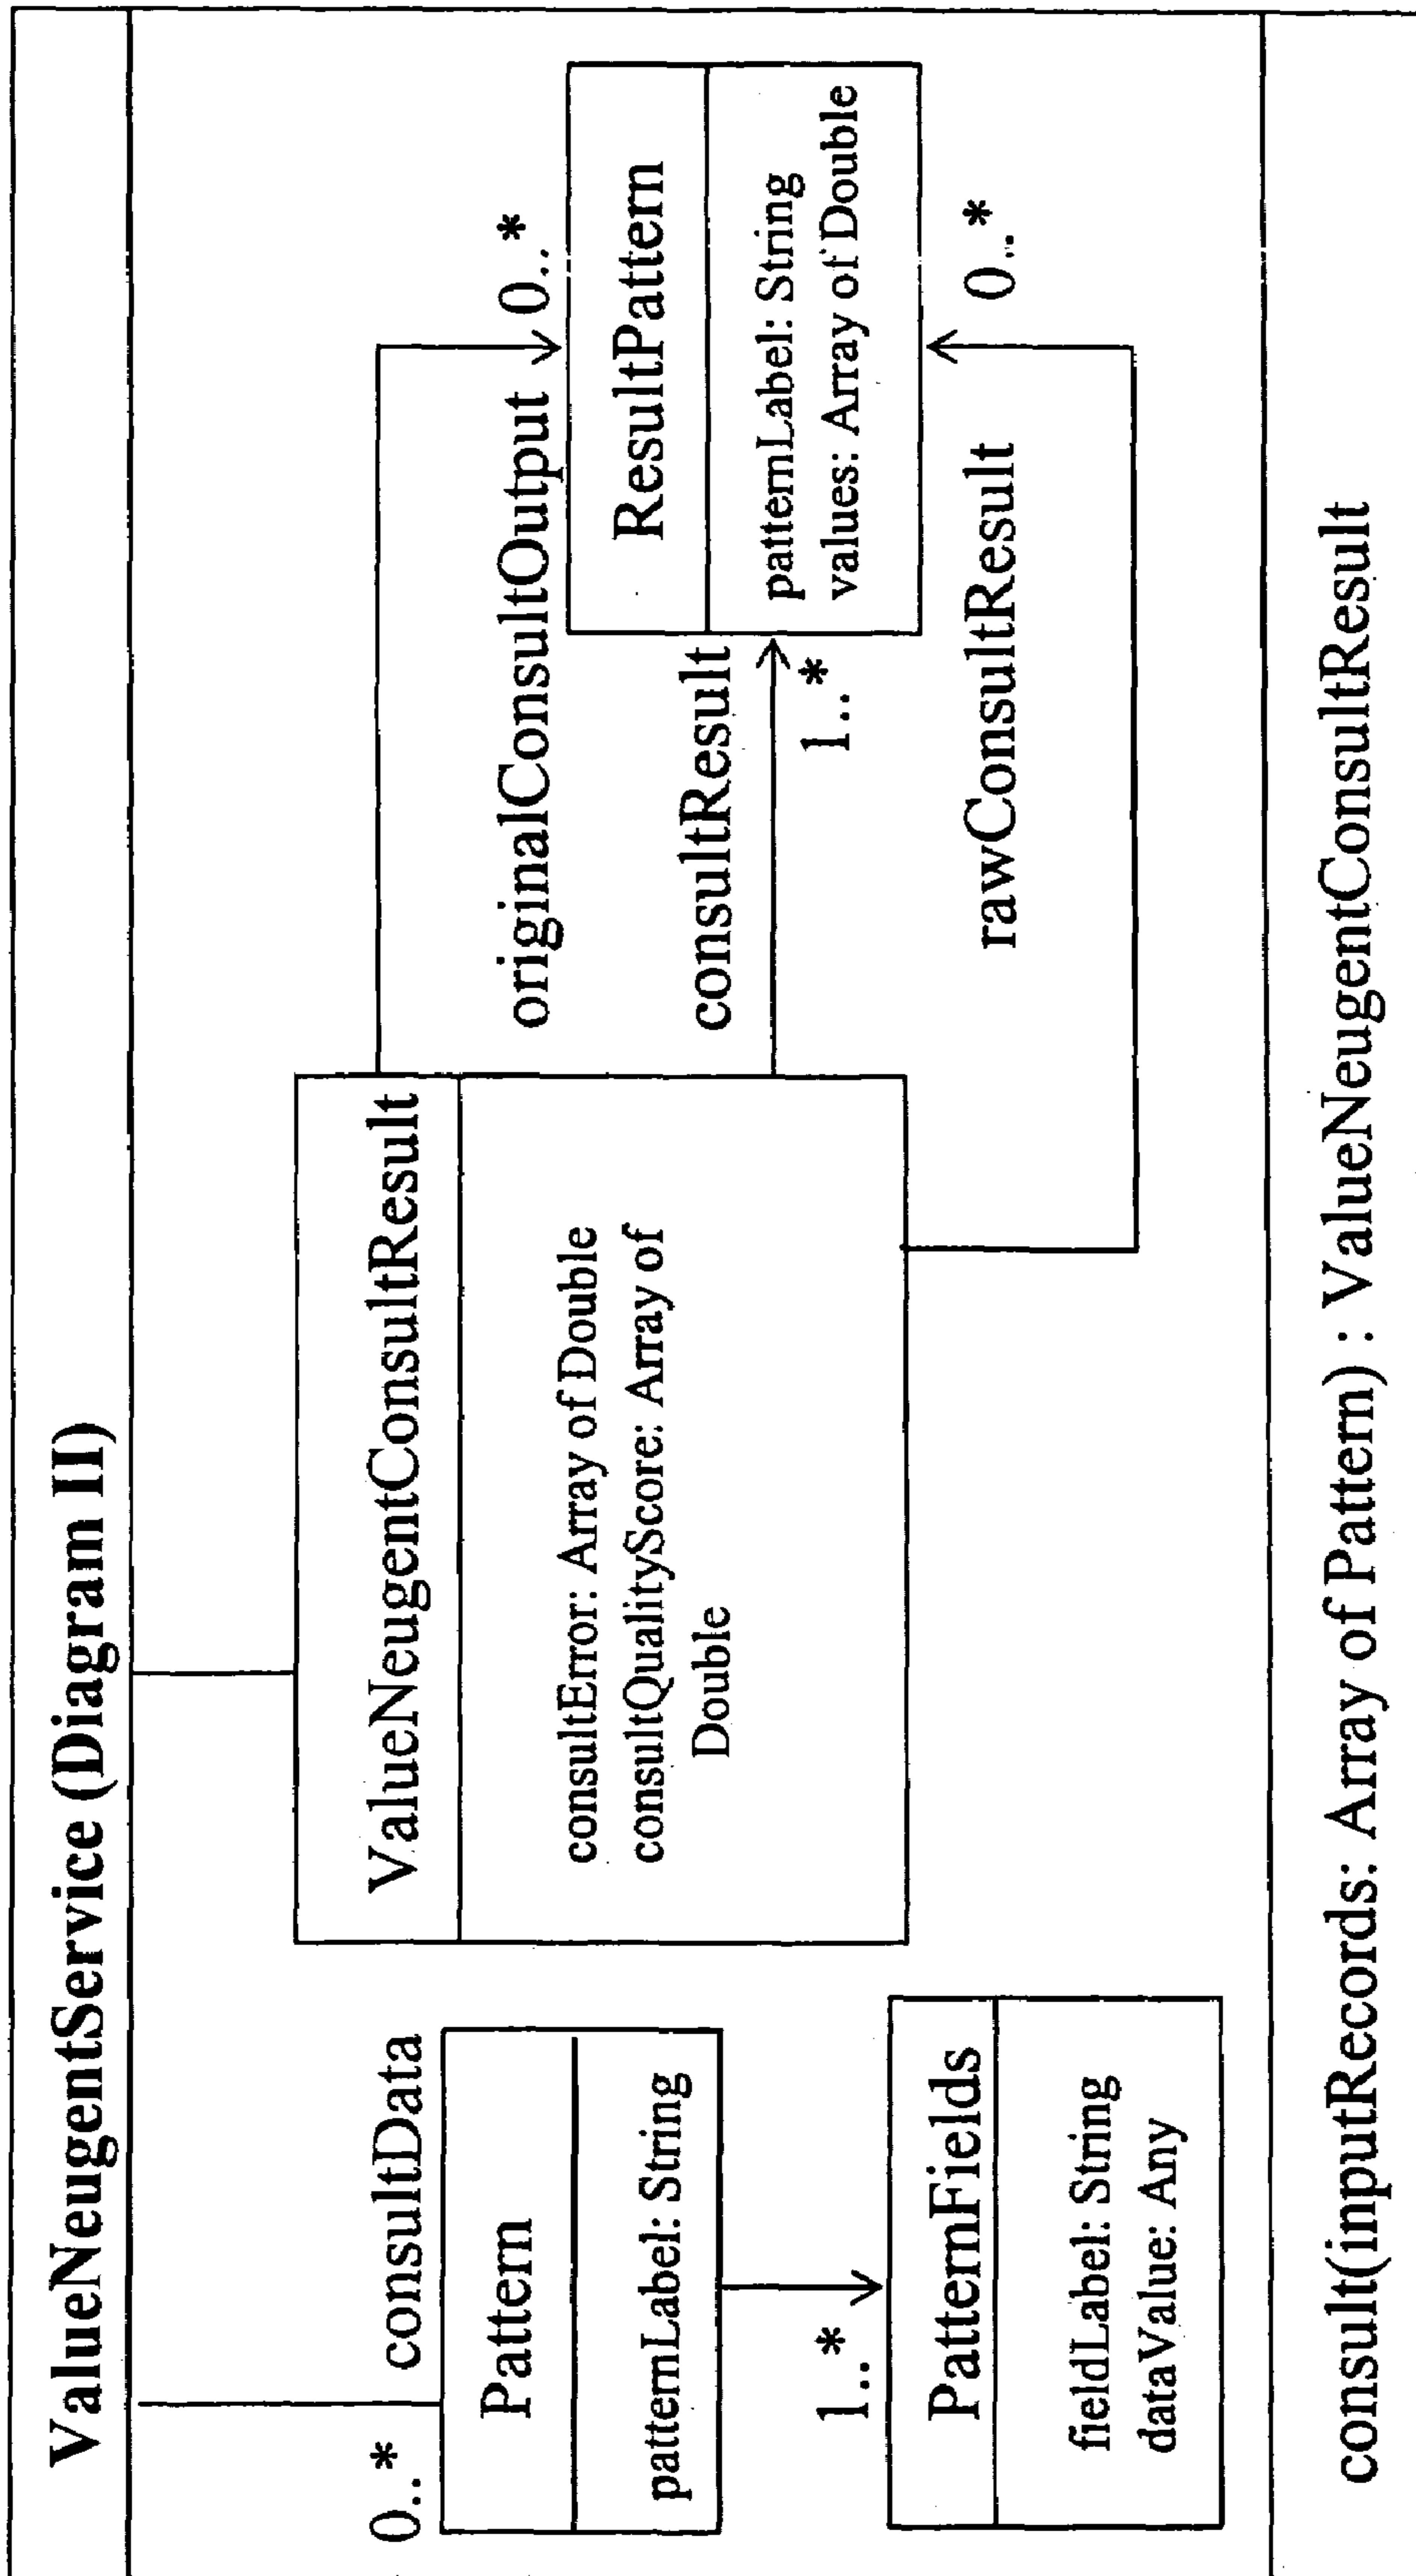 ValueNeugentService (Diagram II)
0..*
consultData
Pattern
patternLabel: String
1..*
PatternFields
fieldLabel: String
dataValue: Any
ValueNeugentConsultResult
consultError: Array of Double
consultQualityScore: Array of
Double
originalConsultOutput
0..*
consultResult
1..*
rawConsultResult
0..*
ResultPattern
patternLabel: String
values: Array of Double
consult(inputRecords: Array of Pattern) : ValueNeugentConsultResult